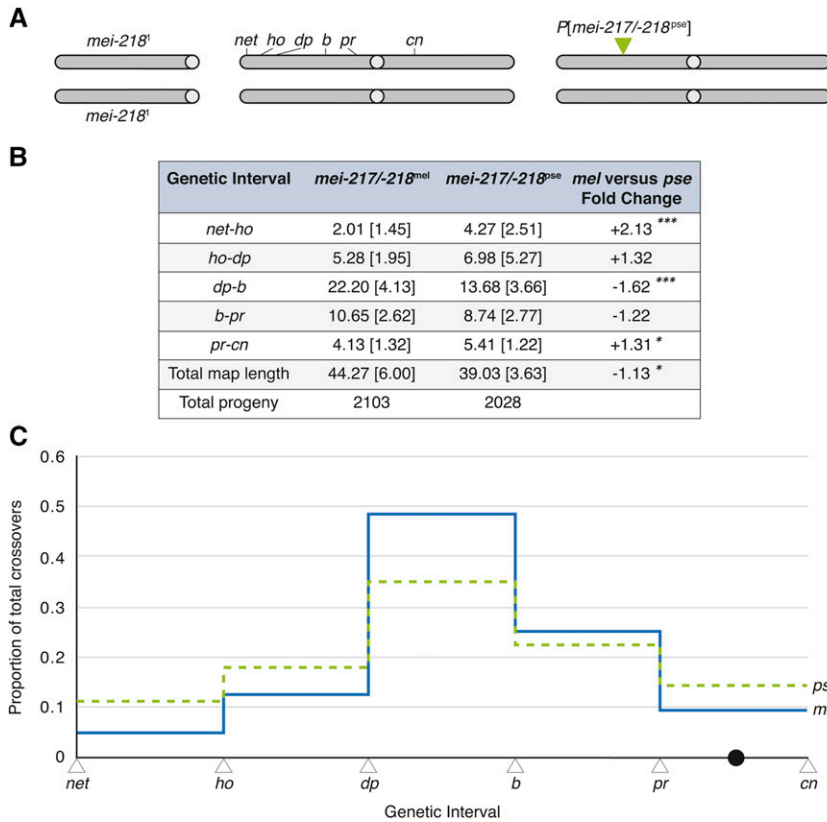 A
mei-218¹
mei-218¹
net ho dp b pr cn
P[mei-217/-218ᵖˢᵉ]
B
Genetic Interval mei-217/-218ᵐᵉˡ mei-217/-218ᵖˢᵉ mel versus pse
Fold Change
net-ho 2.01 [1.45] 4.27 [2.51] +2.13 ***
ho-dp 5.28 [1.95] 6.98 [5.27] +1.32
dp-b 22.20 [4.13] 13.68 [3.66] -1.62 ***
b-pr 10.65 [2.62] 8.74 [2.77] -1.22
pr-cn 4.13 [1.32] 5.41 [1.22] +1.31 *
Total map length 44.27 [6.00] 39.03 [3.63] -1.13 *
Total progeny 2103 2028
C
Proportion of total crossovers
0.6
0.5
0.4
0.3
0.2
0.1
0
ps
m
net ho dp b pr cn
Genetic Interval